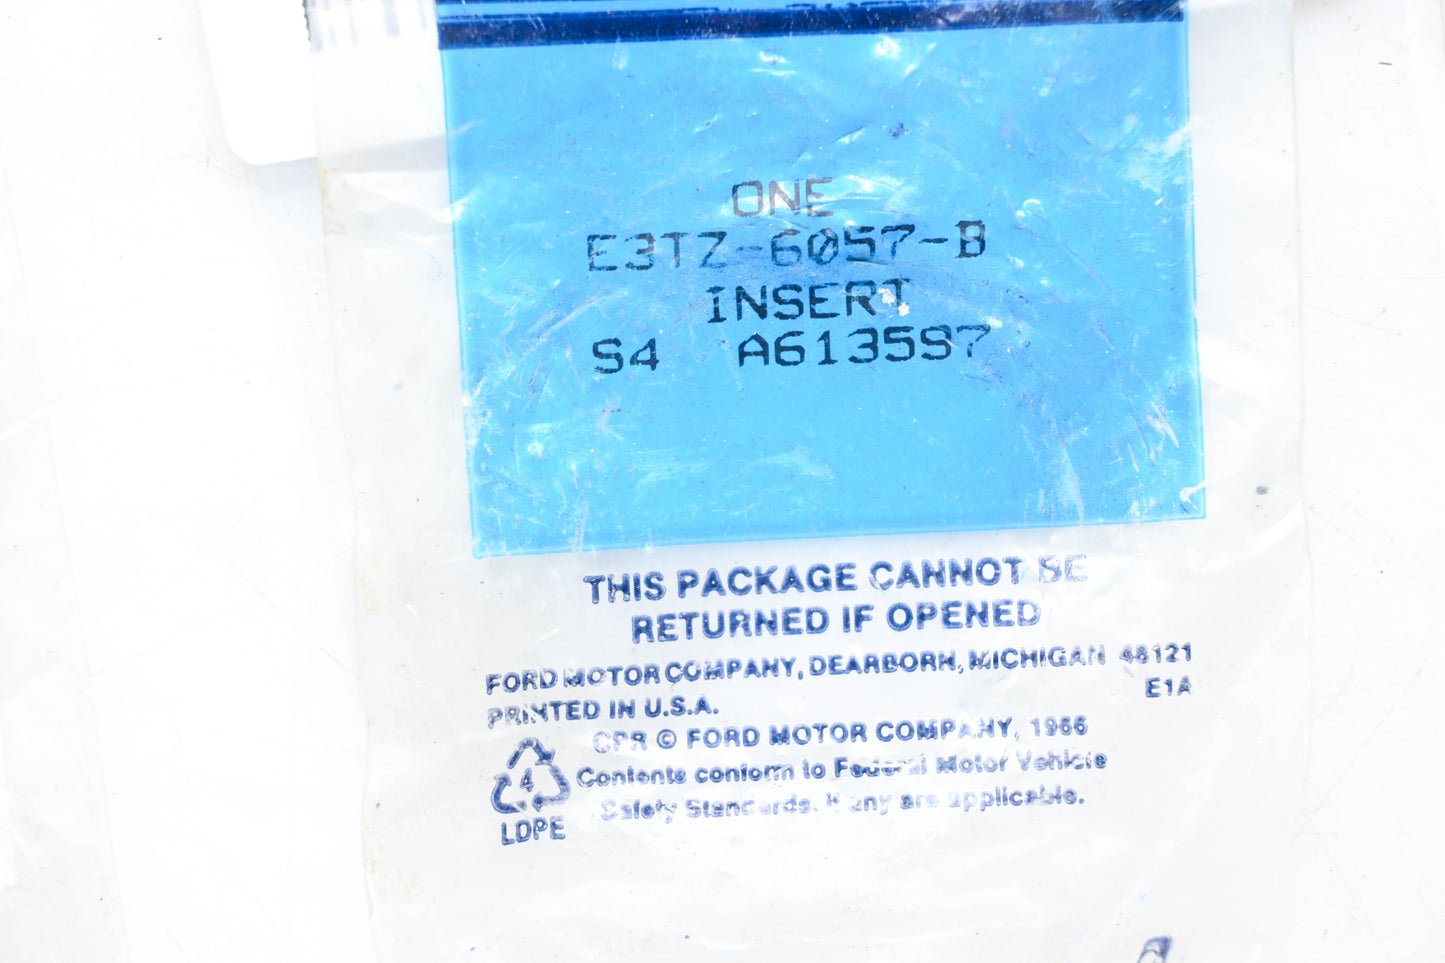 ONE
E3TZ-6057-B
INSERT
S4 A6135S7
THIS PACKAGE CANNOT BE
RETURNED IF OPENED
FORD MOTOR COMPANY, DEARBORN, MICHIGAN 48121
E1A
PRINTED IN U.S.A.
CPR © FORD MOTOR COMPANY, 1966
4
Contents conform to Federal Motor Vehicle
Safety Standards. If any are applicable.
LDPE